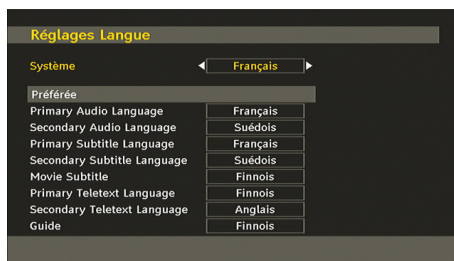 Réglages Langue
Système Français
Préférée
Primary Audio Language Français
Secondary Audio Language Suédois
Primary Subtitle Language Français
Secondary Subtitle Language Suédois
Movie Subtitle Finnois
Primary Teletext Language Finnois
Secondary Teletext Language Anglais
Guide Finnois